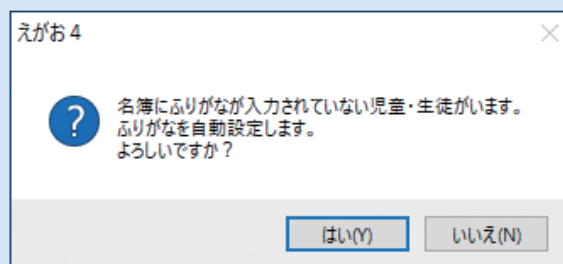 えがお4
名簿にふりがなが入力されていない児童・生徒がいます。
ふりがなを自動設定します。
よろしいですか？
はい(Y)
いいえ(N)